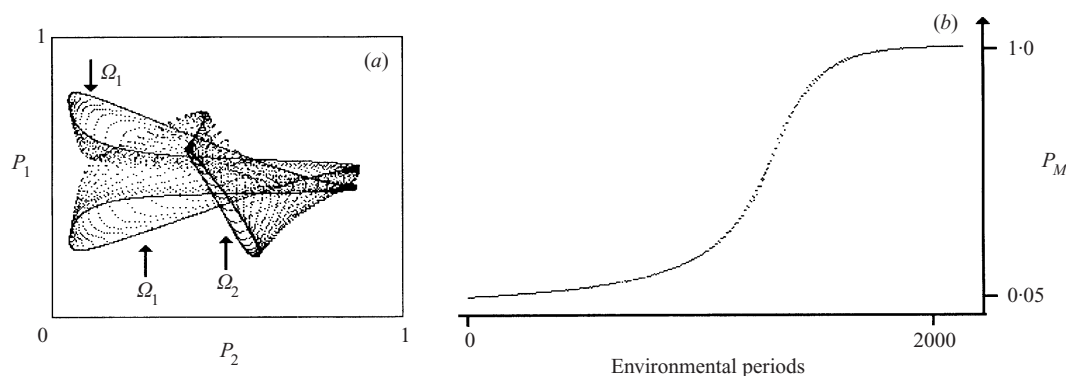 1
(a)
Ω1
P1
Ω1
Ω2
0
1
P2
(b)
1·0
PM
0·05
0
2000
Environmental periods